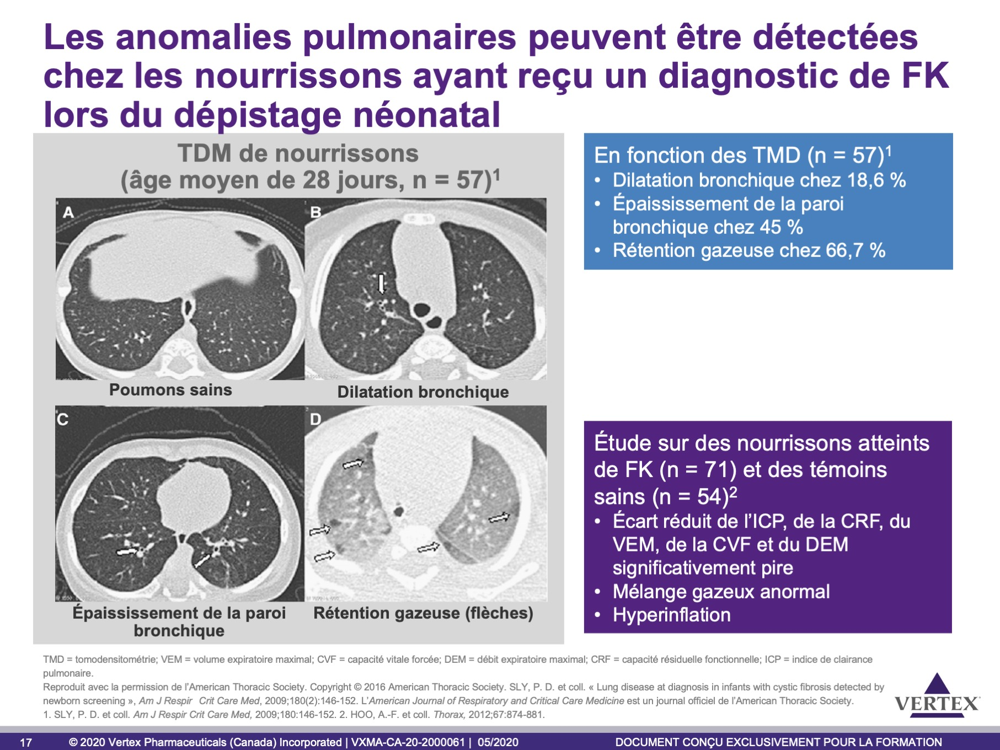 Les anomalies pulmonaires peuvent être détectées
chez les nourrissons ayant reçu un diagnostic de FK
lors du dépistage néonatal
TDM de nourrissons
(âge moyen de 28 jours, n = 57)¹
A
B
Poumons sains
Dilatation bronchique
C
D
Épaississement de la paroi
bronchique
Rétention gazeuse (flèches)
En fonction des TMD (n = 57)¹
• Dilatation bronchique chez 18,6 %
• Épaississement de la paroi
bronchique chez 45 %
• Rétention gazeuse chez 66,7 %
Étude sur des nourrissons atteints
de FK (n = 71) et des témoins
sains (n = 54)²
• Écart réduit de l’ICP, de la CRF, du
VEM, de la CVF et du DEM
significativement pire
• Mélange gazeux anormal
• Hyperinflation
TMD = tomodensitométrie; VEM = volume expiratoire maximal; CVF = capacité vitale forcée; DEM = débit expiratoire maximal; CRF = capacité résiduelle fonctionnelle; ICP = indice de clairance
pulmonaire.
Reproduit avec la permission de l’American Thoracic Society. Copyright © 2016 American Thoracic Society. SLY, P. D. et coll. « Lung disease at diagnosis in infants with cystic fibrosis detected by
newborn screening », Am J Respir Crit Care Med, 2009;180(2):146-152. L’American Journal of Respiratory and Critical Care Medicine est un journal officiel de l’American Thoracic Society.
1. SLY, P. D. et coll. Am J Respir Crit Care Med, 2009;180:146-152. 2. HOO, A.-F. et coll. Thorax, 2012;67:874-881.
VERTEX
17
© 2020 Vertex Pharmaceuticals (Canada) Incorporated | VXMA-CA-20-2000061 | 05/2020
DOCUMENT CONÇU EXCLUSIVEMENT POUR LA FORMATION